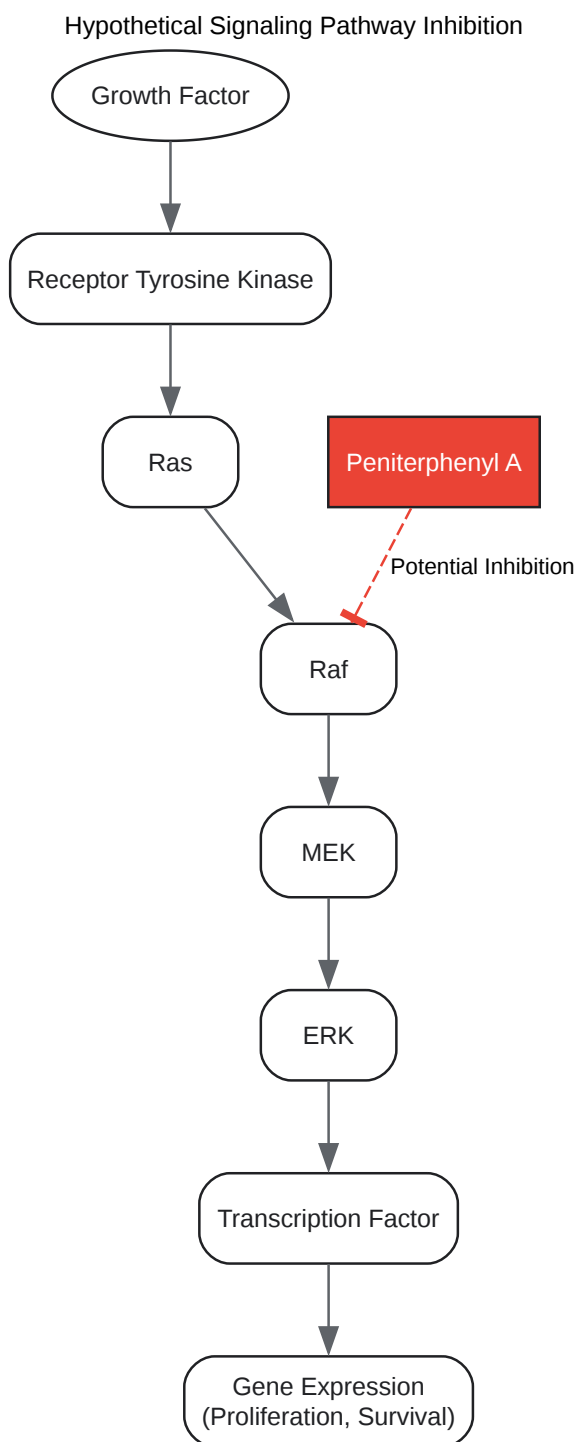 Hypothetical Signaling Pathway Inhibition
Growth Factor
Receptor Tyrosine Kinase
Ras
Peniterphenyl A
Potential Inhibition
Raf
MEK
ERK
Transcription Factor
Gene Expression
(Proliferation, Survival)